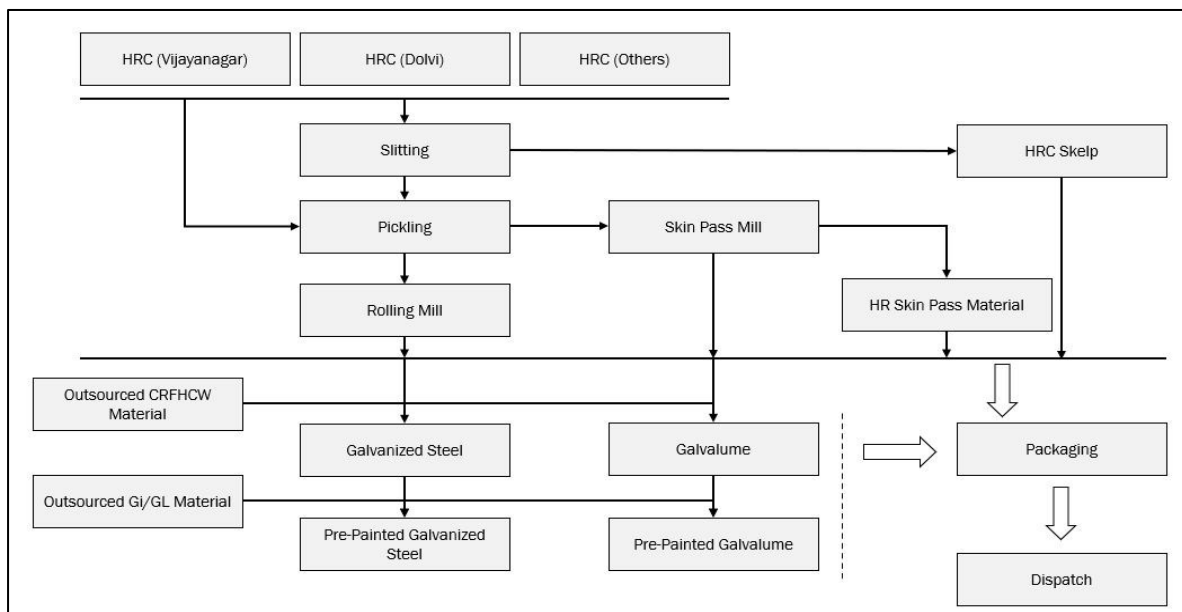 HRC (Vijayanagar)
HRC (Dolvi)
HRC (Others)
Slitting
HRC Skelp
Pickling
Skin Pass Mill
Rolling Mill
HR Skin Pass Material
Outsourced CRFHCW
Material
Galvanized Steel
Galvalume
Packaging
Outsourced Gi/GL Material
Pre-Painted Galvanized
Steel
Pre-Painted Galvalume
Dispatch